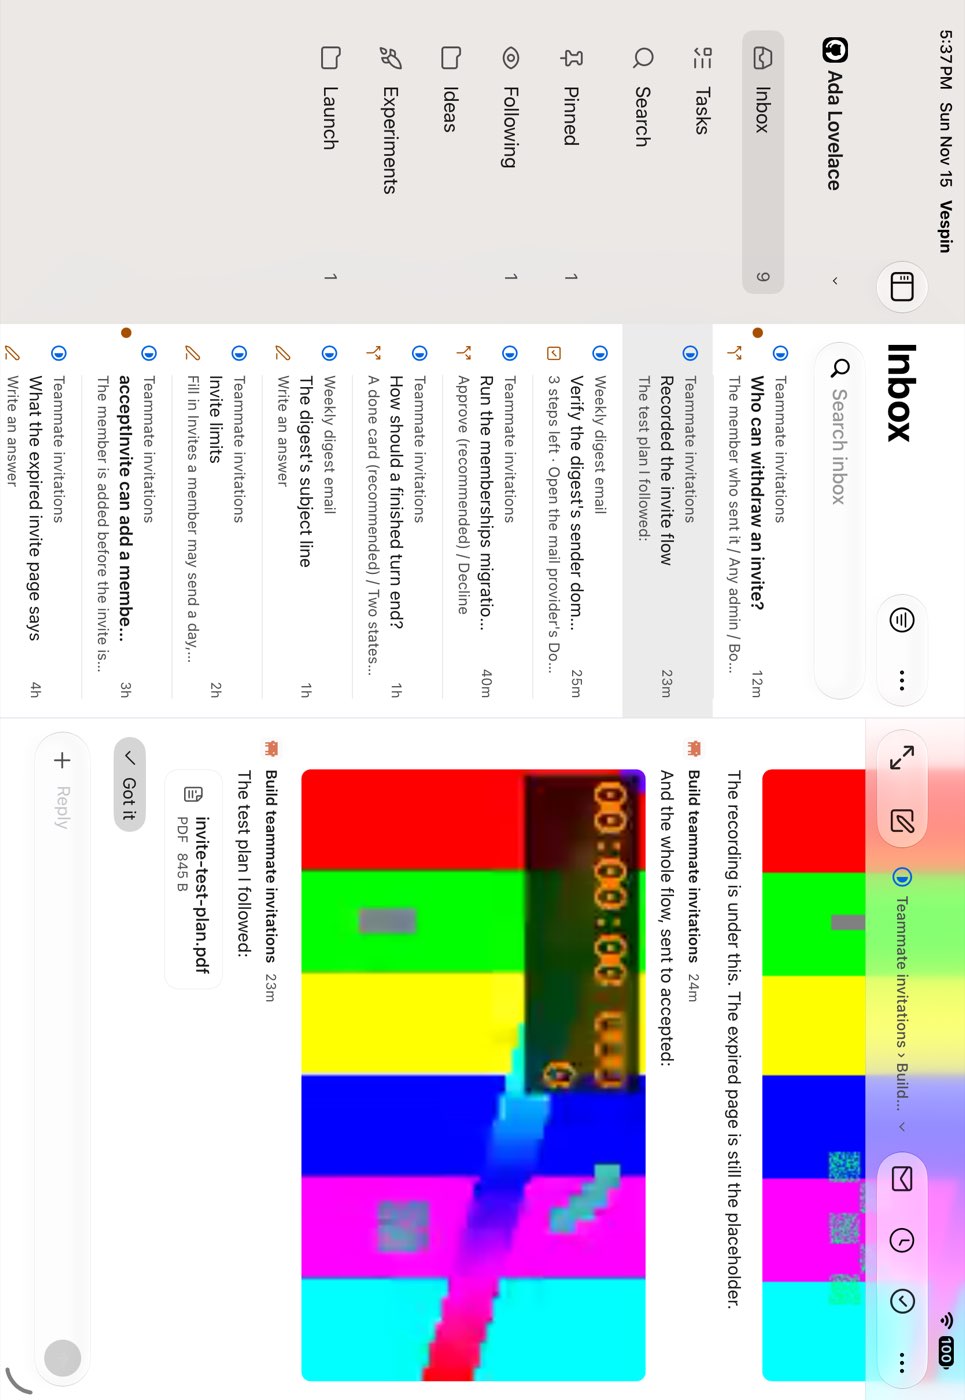 5:37 PM Sun Nov 15 Vespin
100
Ada Lovelace
Inbox 9
Tasks
Search
Pinned 1
Following 1
Ideas
Experiments
Launch 1
Inbox
Search inbox
Teammate invitations
Who can withdraw an invite? 12m
The member who sent it / Any admin / Bo...
Teammate invitations
Recorded the invite flow 23m
The test plan I followed:
Weekly digest email
Verify the digest's sender dom... 25m
3 steps left · Open the mail provider's Do...
Teammate invitations
Run the memberships migratio... 40m
Approve (recommended) / Decline
Teammate invitations
How should a finished turn end? 1h
A done card (recommended) / Two states...
Weekly digest email
The digest's subject line 1h
Write an answer
Teammate invitations
Invite limits 2h
Fill in Invites a member may send a day,...
Teammate invitations
acceptInvite can add a membe... 3h
The member is added before the invite is...
Teammate invitations
What the expired invite page says 4h
Write an answer
Teammate invitations › Build...
The recording is under this. The expired page is still the placeholder.
Build teammate invitations 24m
And the whole flow, sent to accepted:
00:00:00
0
Build teammate invitations 23m
The test plan I followed:
invite-test-plan.pdf
PDF 845 B
Got it
Reply